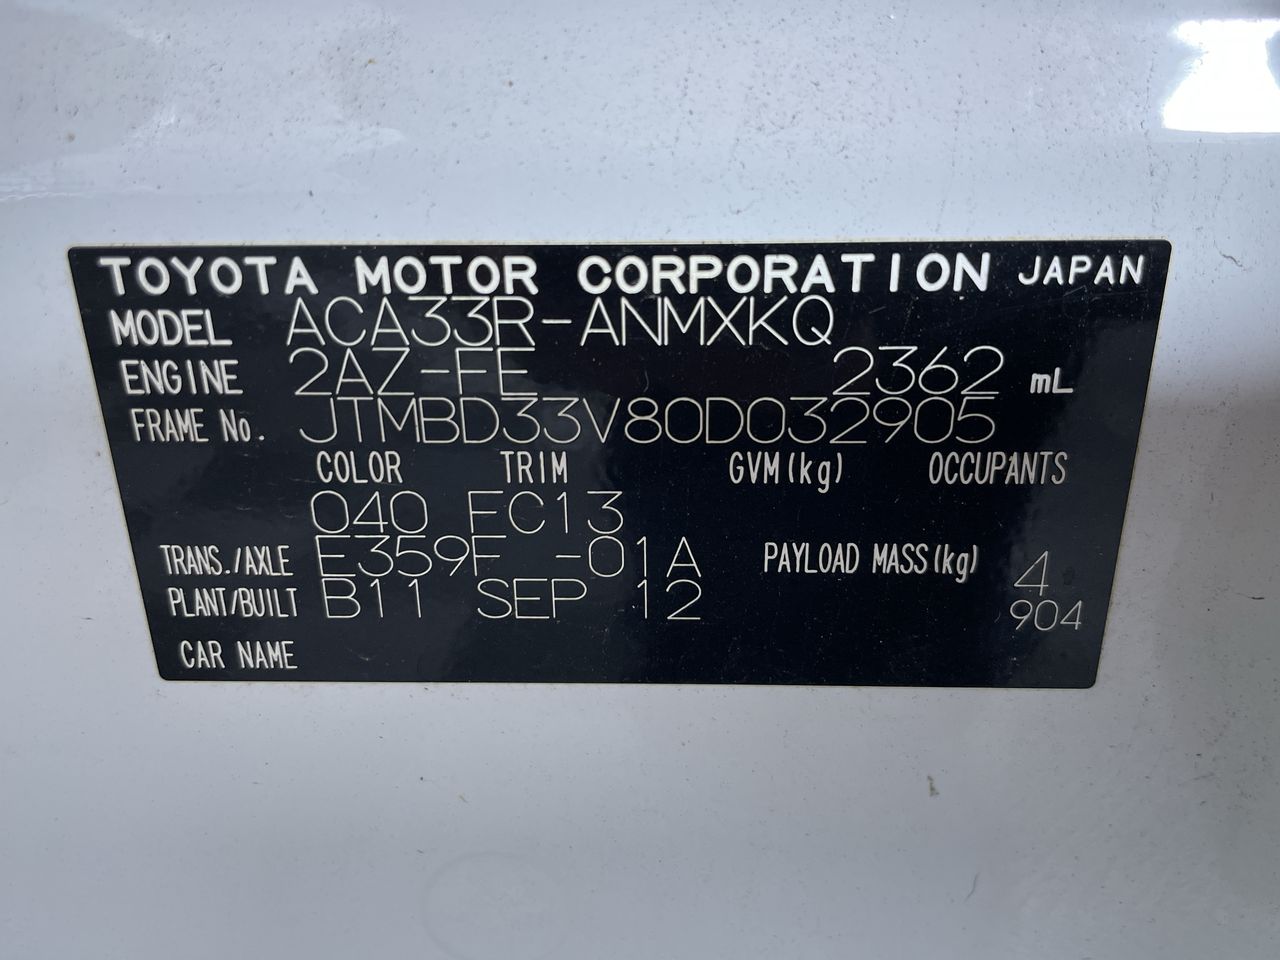 TOYOTA MOTOR CORPORATION JAPAN
MODEL ACA33R-ANMXKQ
ENGINE 2AZ-FE 2362 mL
FRAME No. JTMBD33V80D032905
COLOR TRIM GVM(kg) OCCUPANTS
040 FC13
TRANS./AXLE E359F -01A PAYLOAD MASS(kg) 4
PLANT/BUILT B11 SEP 12 904
CAR NAME